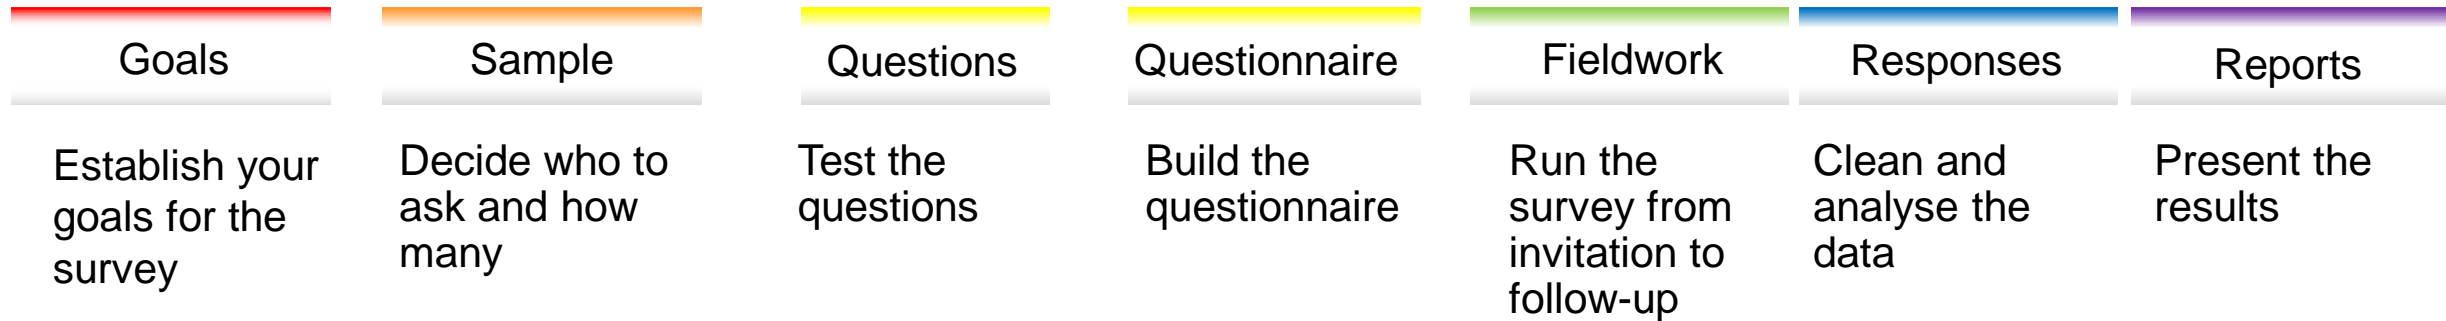 Goals
Sample
Questions
Questionnaire
Fieldwork
Responses
Reports
Establish your
goals for the
survey
Decide who to
ask and how
many
Test the
questions
Build the
questionnaire
Run the
survey from
invitation to
follow-up
Clean and
analyse the
data
Present the
results